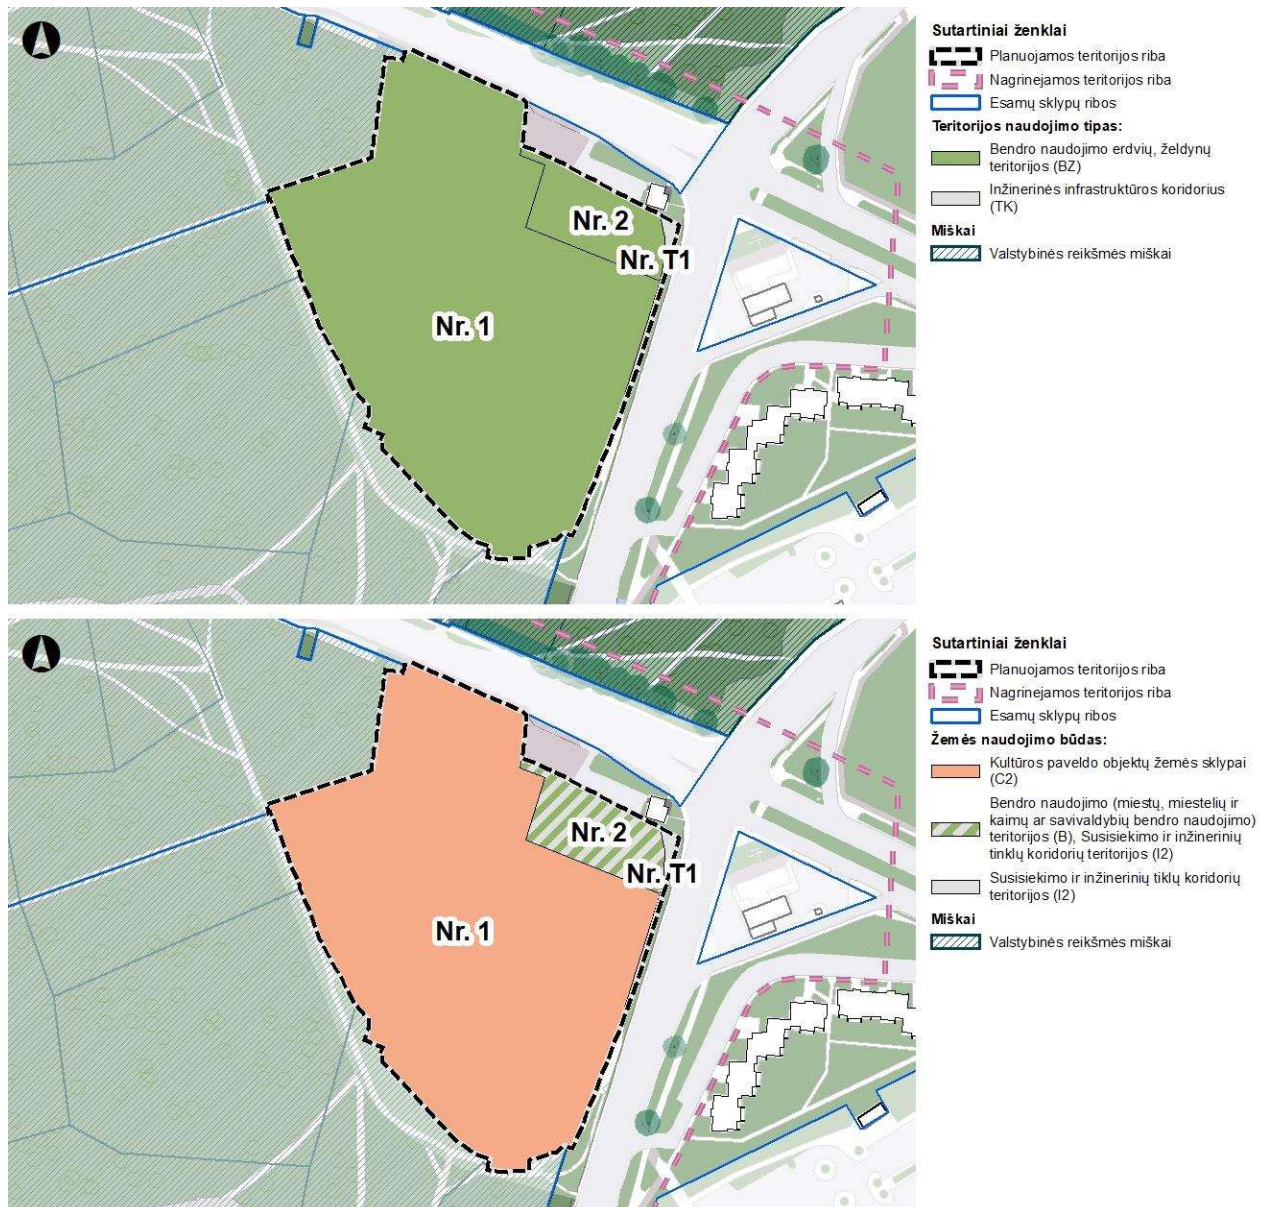 Sutartiniai ženklai
Planuojamos teritorijos riba
Nagrinejamos teritorijos riba
Esamų sklypų ribos
Teritorijos naudojimo tipas:
Bendro naudojimo erdvių, želdynų
teritorijos (BZ)
Inžinerinės infrastruktūros koridorius
(TK)
Miškai
Valstybinės reikšmės miškai
Nr. 2
Nr. T1
Nr. 1
Sutartiniai ženklai
Planuojamos teritorijos riba
Nagrinejamos teritorijos riba
Esamų sklypų ribos
Žemės naudojimo būdas:
Kultūros paveldo objektų žemės sklypai
(C2)
Bendro naudojimo (miestų, miestelių ir
kaimų ar savivaldybių bendro naudojimo)
teritorijos (B), Susisiekimo ir inžinerinių
tinklų koridorių teritorijos (I2)
Susisiekimo ir inžinerinių tiklų koridorių
teritorijos (I2)
Miškai
Valstybinės reikšmės miškai
Nr. 2
Nr. T1
Nr. 1